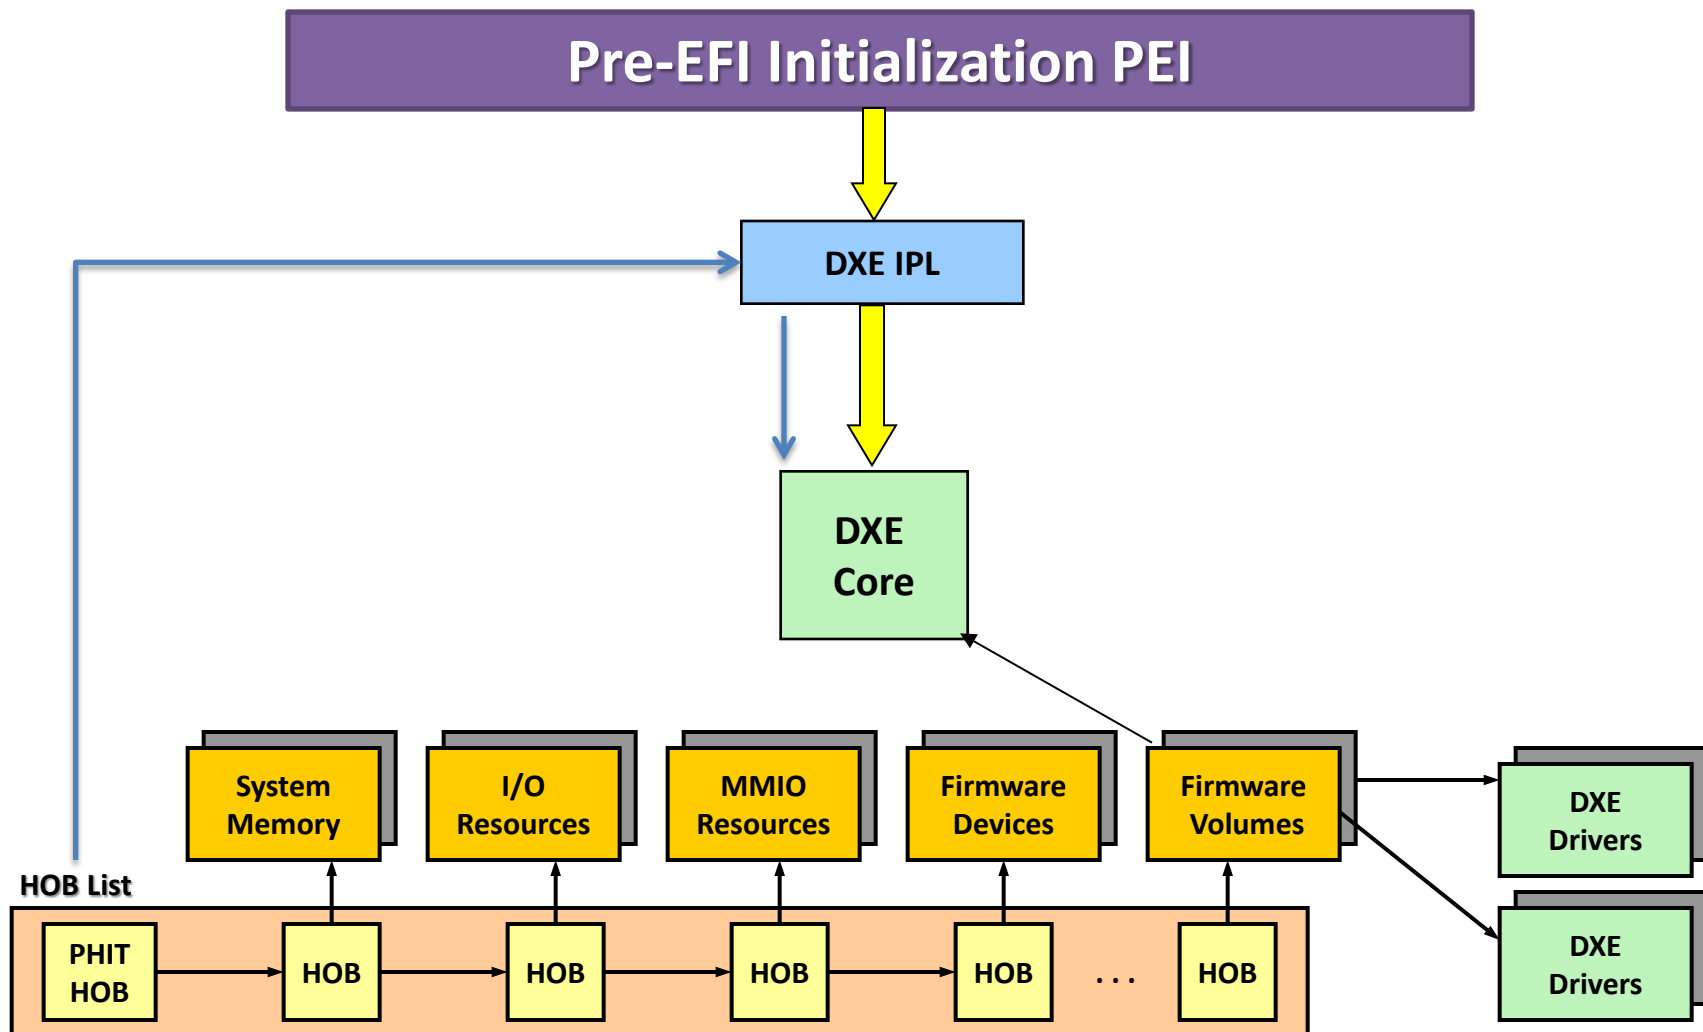 Pre-EFI Initialization PEI
DXE IPL
DXE
Core
System
Memory
I/O
Resources
MMIO
Resources
Firmware
Devices
Firmware
Volumes
DXE
Drivers
HOB List
PHIT
HOB
HOB
HOB
HOB
HOB
. . .
HOB
DXE
Drivers